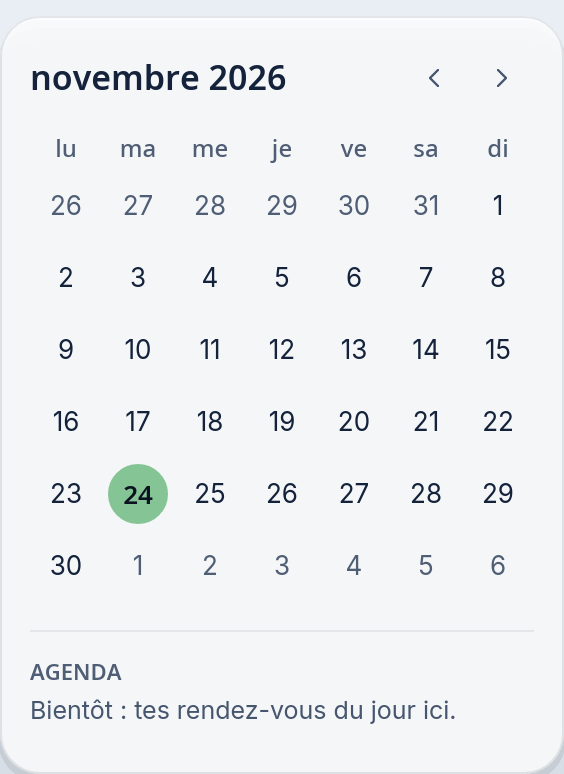 novembre 2026
lu ma me je ve sa di
26 27 28 29 30 31 1
2 3 4 5 6 7 8
9 10 11 12 13 14 15
16 17 18 19 20 21 22
23 24 25 26 27 28 29
30 1 2 3 4 5 6
AGENDA
Bientôt : tes rendez-vous du jour ici.